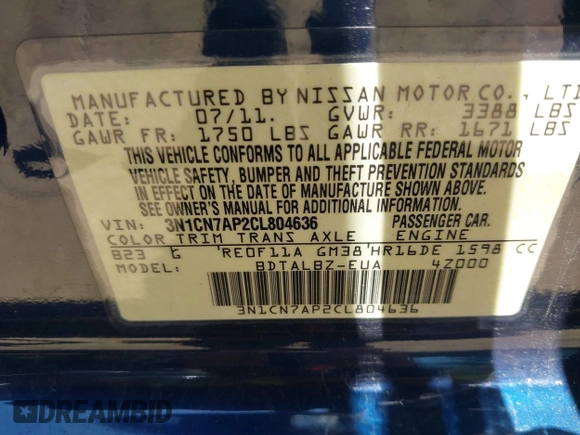 MANUFACTURED BY NISSAN MOTOR CO., LTD
DATE: 07/11. GVWR: 3388 LBS
GAWR FR: 1750 LBS GAWR RR: 1671 LBS
THIS VEHICLE CONFORMS TO ALL APPLICABLE FEDERAL MOTOR
VEHICLE SAFETY, BUMPER AND THEFT PREVENTION STANDARDS
IN EFFECT ON THE DATE OF MANUFACTURE SHOWN ABOVE.
SEE OWNER'S MANUAL FOR ADDITIONAL INFORMATION.
VIN: 3N1CN7AP2CL804636 PASSENGER CAR.
COLOR TRIM TRANS AXLE ENGINE
B23 G RE0F11A GM38 HR16DE 1598 CC
BDTALBZ-EUA 4Z000
3N1CN7AP2CL804636
DREAMBID